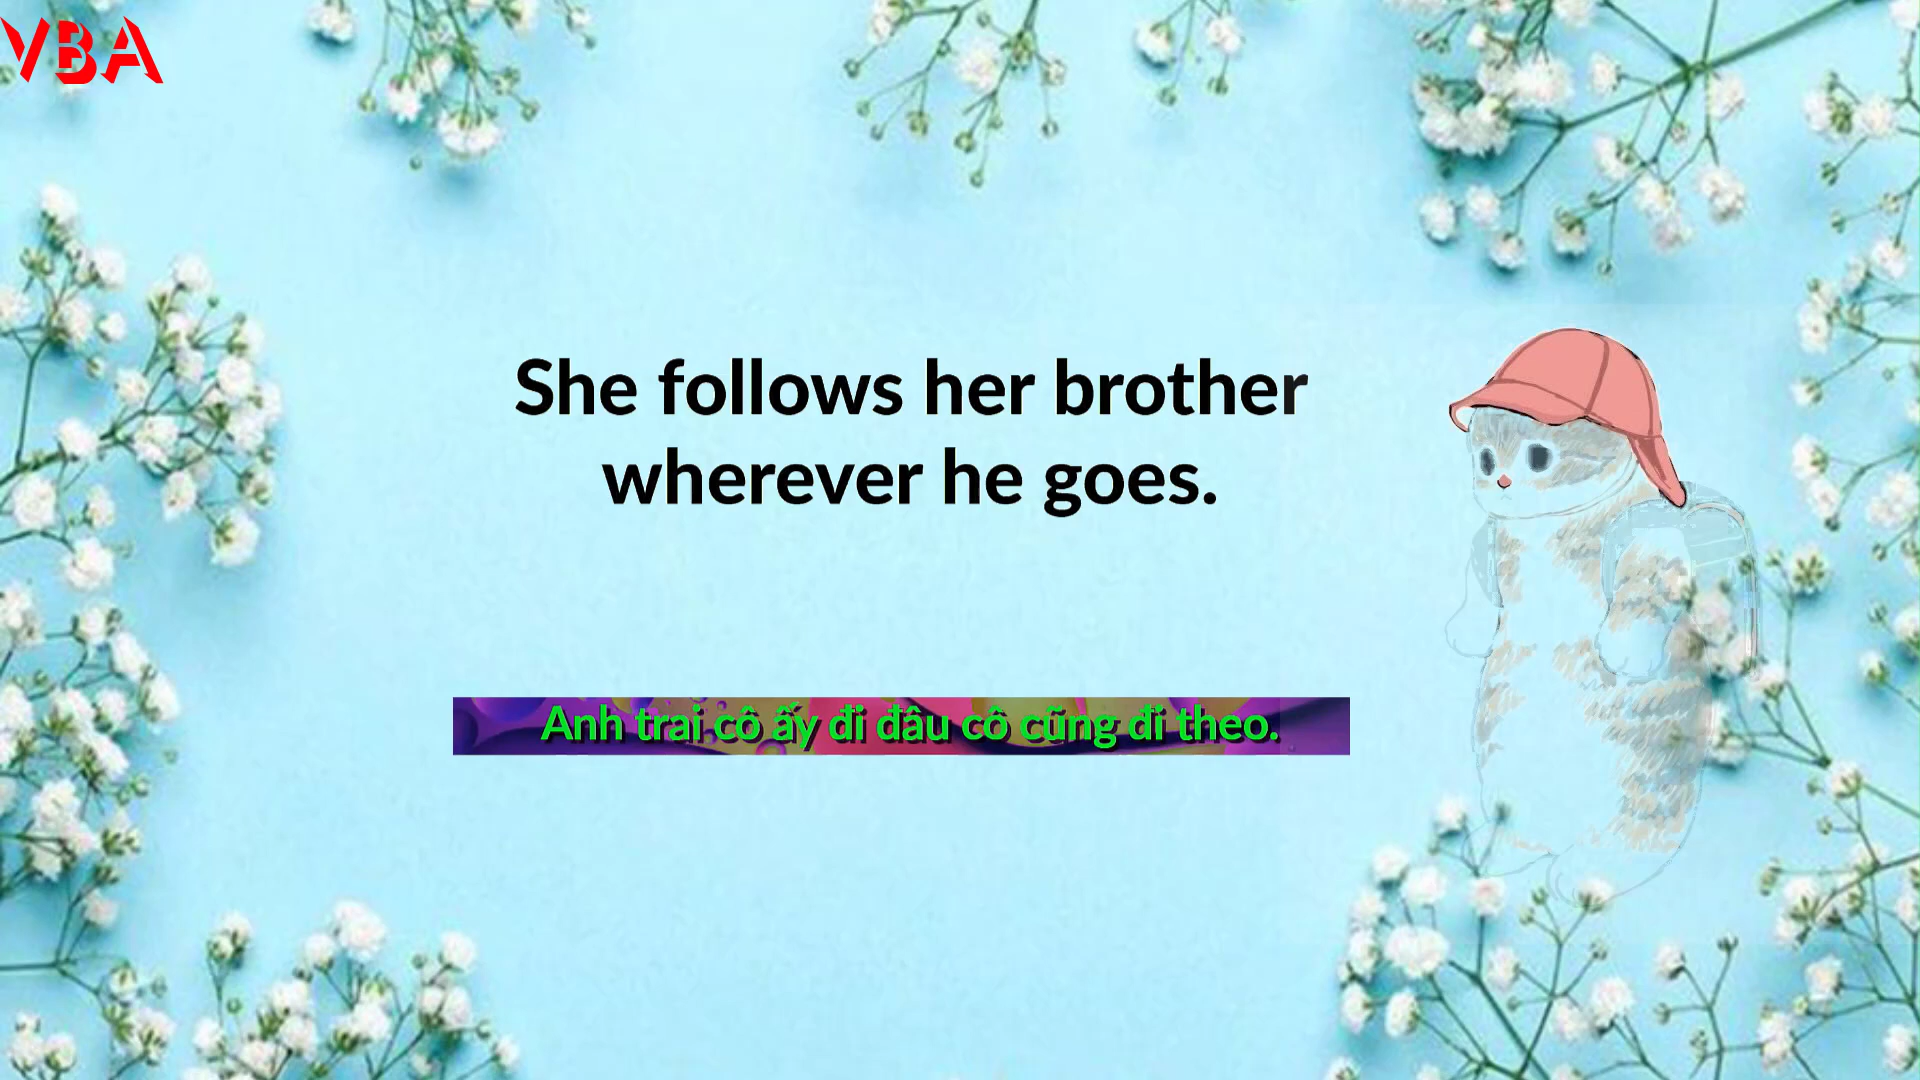 VBA
She follows her brother
wherever he goes.
Anh trai cô ấy đi đâu cô cũng đi theo.